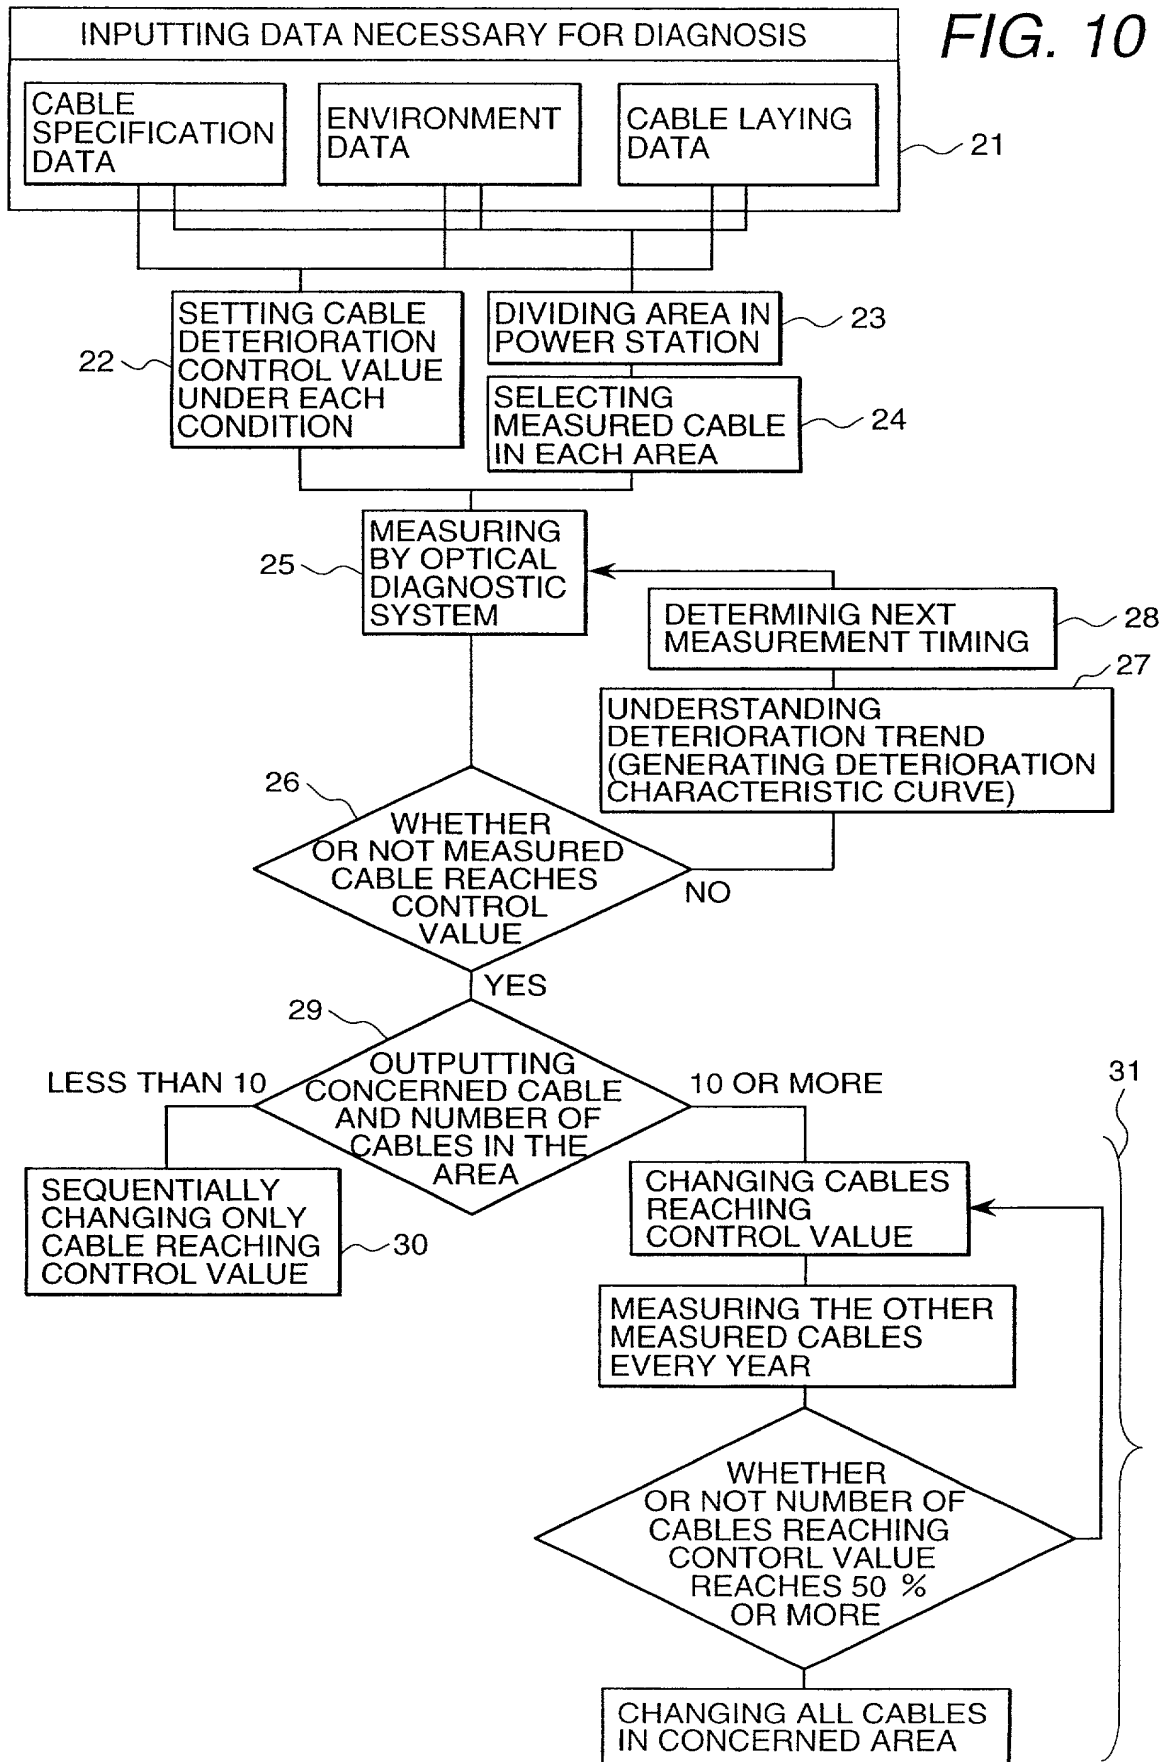 FIG. 10
INPUTTING DATA NECESSARY FOR DIAGNOSIS
CABLE
SPECIFICATION
DATA
ENVIRONMENT
DATA
CABLE LAYING
DATA
21
SETTING CABLE
DETERIORATION
CONTROL VALUE
UNDER EACH
CONDITION
22
DIVIDING AREA IN
POWER STATION
23
SELECTING
MEASURED CABLE
IN EACH AREA
24
MEASURING
BY OPTICAL
DIAGNOSTIC
SYSTEM
25
DETERMINIG NEXT
MEASUREMENT TIMING
28
27
UNDERSTANDING
DETERIORATION TREND
(GENERATING DETERIORATION
CHARACTERISTIC CURVE)
26
WHETHER
OR NOT MEASURED
CABLE REACHES
CONTROL
VALUE
NO
YES
29
OUTPUTTING
CONCERNED CABLE
AND NUMBER OF
CABLES IN THE
AREA
LESS THAN 10
10 OR MORE
31
SEQUENTIALLY
CHANGING ONLY
CABLE REACHING
CONTROL VALUE
30
CHANGING CABLES
REACHING
CONTROL VALUE
MEASURING THE OTHER
MEASURED CABLES
EVERY YEAR
WHETHER
OR NOT NUMBER OF
CABLES REACHING
CONTORL VALUE
REACHES 50 %
OR MORE
CHANGING ALL CABLES
IN CONCERNED AREA